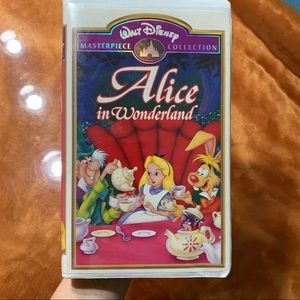 WALT DISNEY
MASTERPIECE COLLECTION
Alice
in Wonderland